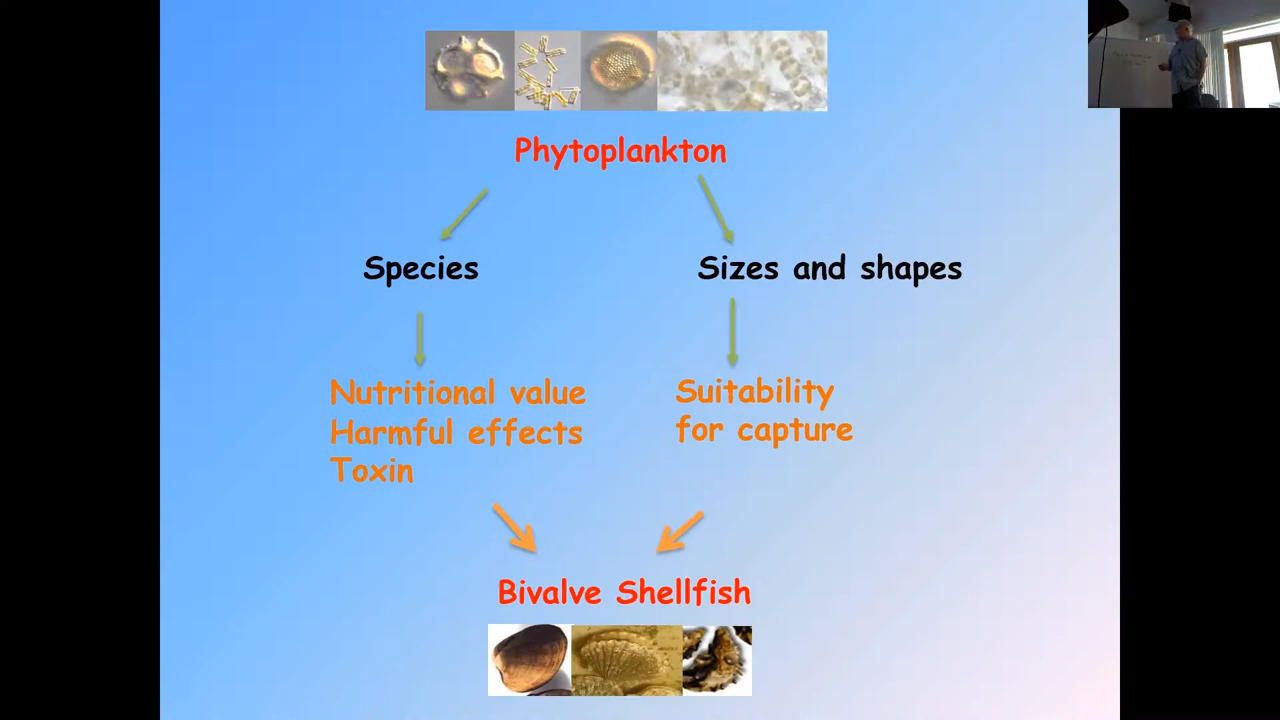 Phytoplankton
Species
Sizes and shapes
Nutritional value
Harmful effects
Toxin
Suitability
for capture
Bivalve Shellfish